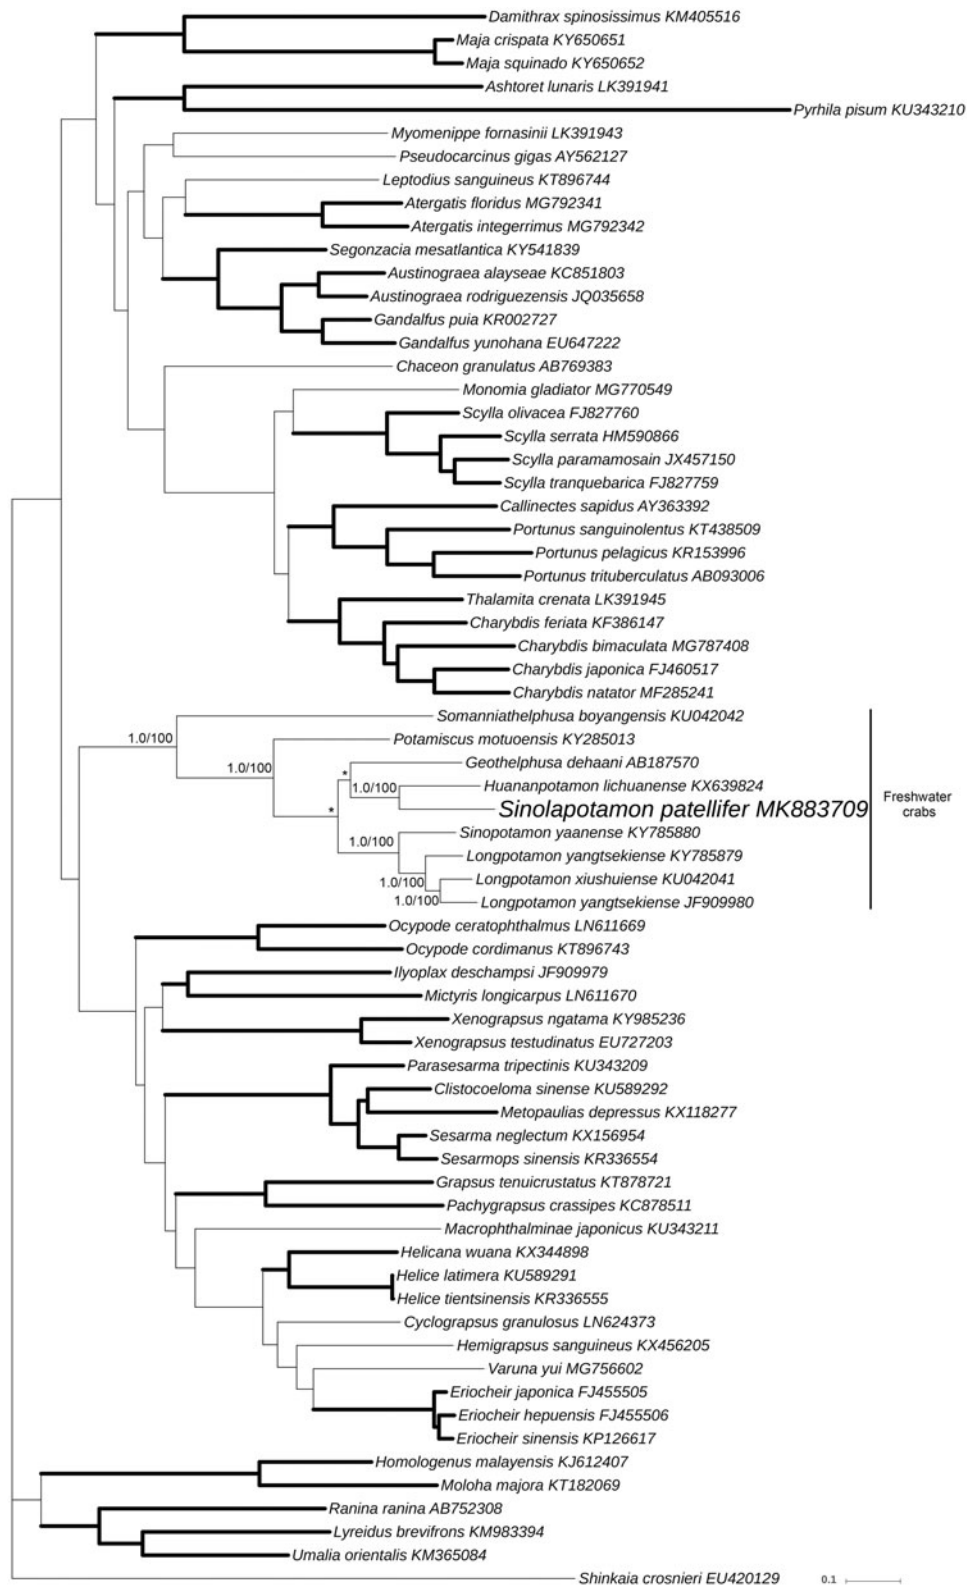 Damithrax spinosissimus KM405516
Maja crispata KY650651
Maja squinado KY650652
Ashtoret lunaris LK391941
Pyrhila pisum KU343210
Myomenippe fornasinii LK391943
Pseudocarcinus gigas AY562127
Leptodius sanguineus KT896744
Atergatis floridus MG792341
Atergatis integerrimus MG792342
Segonzacia mesatlantica KY541839
Austinograea alayseae KC851803
Austinograea rodriguezensis JQ035658
Gandalfus puia KR002727
Gandalfus yunohana EU647222
Chaceon granulatus AB769383
Monomia gladiator MG770549
Scylla olivacea FJ827760
Scylla serrata HM590866
Scylla paramamosain JX457150
Scylla tranquebarica FJ827759
Callinectes sapidus AY363392
Portunus sanguinolentus KT438509
Portunus pelagicus KR153996
Portunus trituberculatus AB093006
Thalamita crenata LK391945
Charybdis feriata KF386147
Charybdis bimaculata MG787408
Charybdis japonica FJ460517
Charybdis natator MF285241
Somanniathelphusa boyangensis KU042042
1.0/100
Potamiscus motuoensis KY285013
1.0/100
Geothelphusa dehaani AB187570
*
Huananpotamon lichuanense KX639824
1.0/100
Sinolapotamon patellifer MK883709
*
Freshwater
crabs
Sinopotamon yaanense KY785880
1.0/100
Longpotamon yangtsekiense KY785879
Longpotamon xiushuiense KU042041
1.0/100
Longpotamon yangtsekiense JF909980
1.0/100
Ocypode ceratophthalmus LN611669
Ocypode cordimanus KT896743
Ilyoplax deschampsi JF909979
Mictyris longicarpus LN611670
Xenograpsus ngatama KY985236
Xenograpsus testudinatus EU727203
Parasesarma tripectinis KU343209
Clistocoeloma sinense KU589292
Metopaulias depressus KX118277
Sesarma neglectum KX156954
Sesarmops sinensis KR336554
Grapsus tenuicrustatus KT878721
Pachygrapsus crassipes KC878511
Macrophthalminae japonicus KU343211
Helicana wuana KX344898
Helice latimera KU589291
Helice tientsinensis KR336555
Cyclograpsus granulosus LN624373
Hemigrapsus sanguineus KX456205
Varuna yui MG756602
Eriocheir japonica FJ455505
Eriocheir hepuensis FJ455506
Eriocheir sinensis KP126617
Homologenus malayensis KJ612407
Moloha majora KT182069
Ranina ranina AB752308
Lyreidus brevifrons KM983394
Umalia orientalis KM365084
Shinkaia crosnieri EU420129
0.1